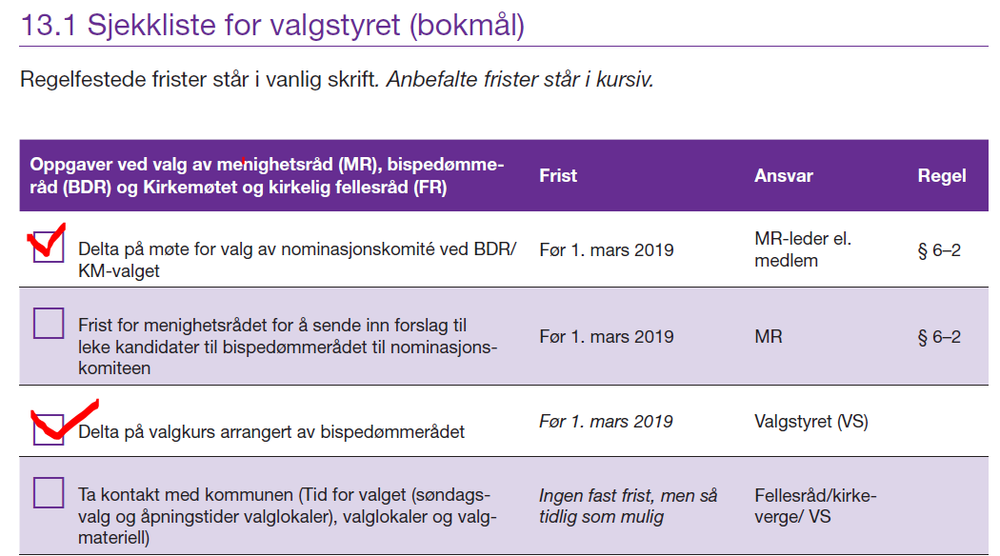 13.1 Sjekkliste for valgstyret (bokmål)
Regelfestede frister står i vanlig skrift. Anbefalte frister står i kursiv.
Oppgaver ved valg av menighetsråd (MR), bispedømme-
råd (BDR) og Kirkemøtet og kirkelig fellesråd (FR)
Frist
Ansvar
Regel
Delta på møte for valg av nominasjonskomité ved BDR/
KM-valget
Før 1. mars 2019
MR-leder el.
medlem
§ 6–2
Frist for menighetsrådet for å sende inn forslag til
leke kandidater til bispedømmerådet til nominasjons-
komiteen
Før 1. mars 2019
MR
§ 6–2
Delta på valgkurs arrangert av bispedømmerådet
Før 1. mars 2019
Valgstyret (VS)
Ta kontakt med kommunen (Tid for valget (søndags-
valg og åpningstider valglokaler), valglokaler og valg-
materiell)
Ingen fast frist, men så
tidlig som mulig
Fellesråd/kirke-
verge/ VS